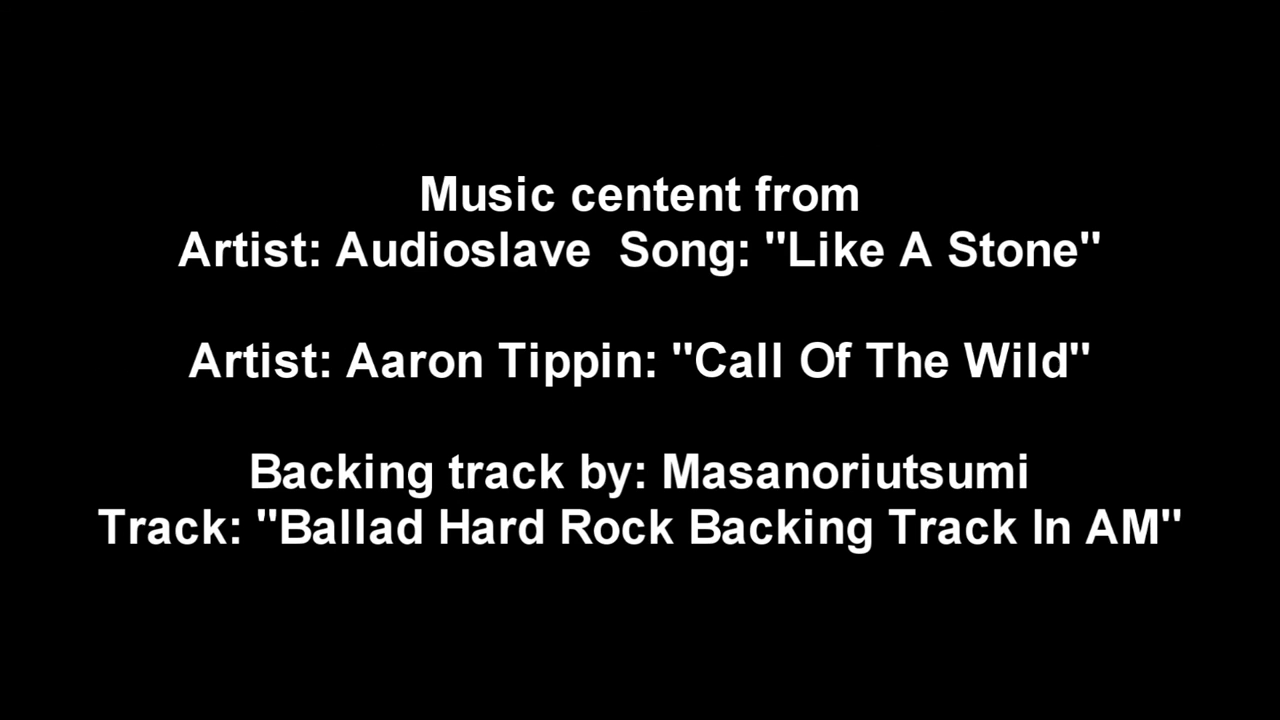 Music centent from
Artist: Audioslave  Song: "Like A Stone"
Artist: Aaron Tippin: "Call Of The Wild"
Backing track by: Masanoriutsumi
Track: "Ballad Hard Rock Backing Track In AM"